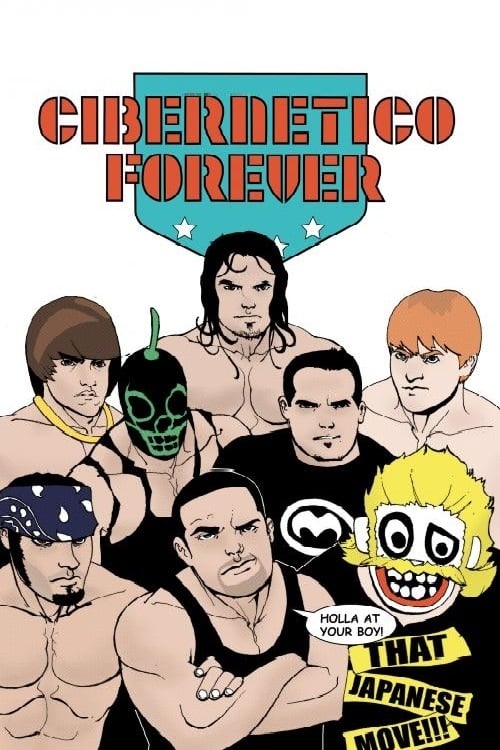 CIBERNETICO
FOREVER
HOLLA AT
YOUR BOY!
THAT
JAPANESE
MOVE!!!